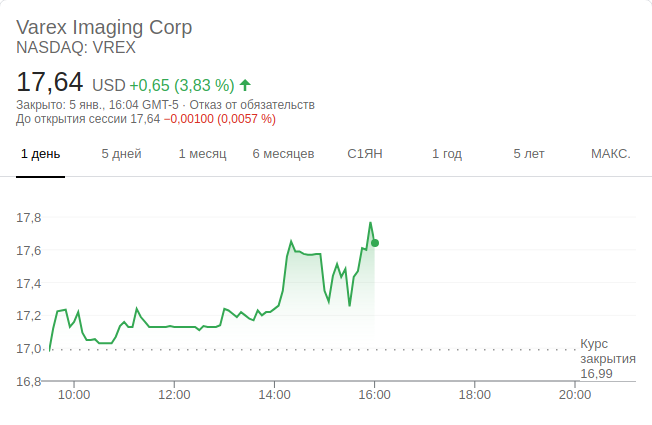 Varex Imaging Corp
NASDAQ: VREX
17,64 USD +0,65 (3,83 %)
Закрыто: 5 янв., 16:04 GMT-5 · Отказ от обязательств
До открытия сессии 17,64 −0,00100 (0,0057 %)
1 день 5 дней 1 месяц 6 месяцев С1ЯН 1 год 5 лет МАКС.
17,8
17,6
17,4
17,2
17,0
Курс
закрытия
16,99
16,8
10:00 12:00 14:00 16:00 18:00 20:00